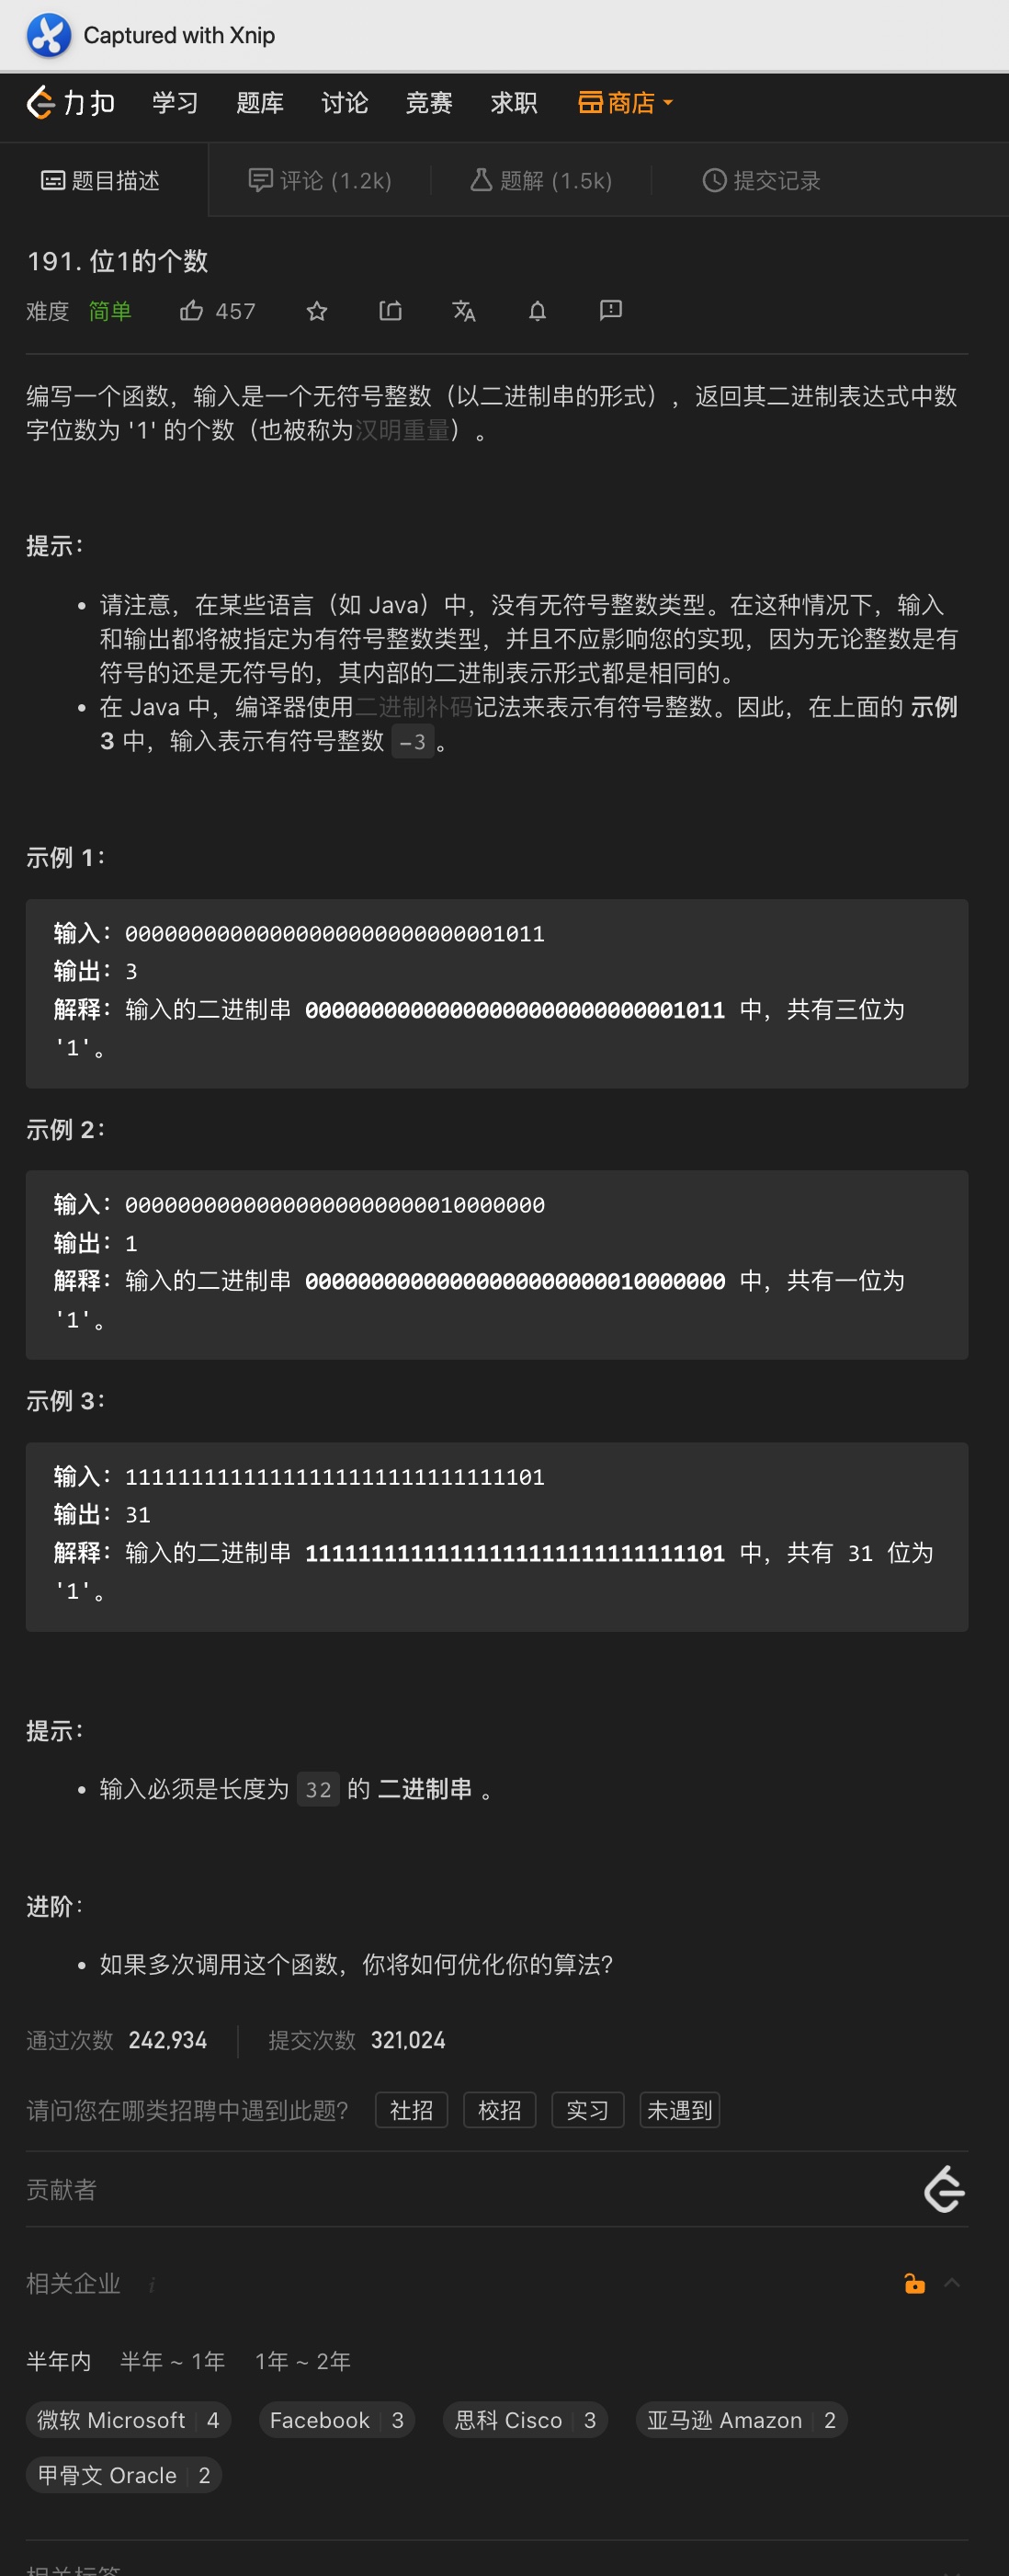 Captured with Xnip
力扣 学习 题库 讨论 竞赛 求职 商店
题目描述 评论 (1.2k) 题解 (1.5k) 提交记录
191. 位1的个数
难度 简单 457
编写一个函数，输入是一个无符号整数（以二进制串的形式），返回其二进制表达式中数
字位数为 '1' 的个数（也被称为汉明重量）。
提示：
• 请注意，在某些语言（如 Java）中，没有无符号整数类型。在这种情况下，输入
和输出都将被指定为有符号整数类型，并且不应影响您的实现，因为无论整数是有
符号的还是无符号的，其内部的二进制表示形式都是相同的。
• 在 Java 中，编译器使用二进制补码记法来表示有符号整数。因此，在上面的 示例
3 中，输入表示有符号整数 -3。
示例 1：
输入：00000000000000000000000000001011
输出：3
解释：输入的二进制串 00000000000000000000000000001011 中，共有三位为
'1'。
示例 2：
输入：00000000000000000000000010000000
输出：1
解释：输入的二进制串 00000000000000000000000010000000 中，共有一位为
'1'。
示例 3：
输入：11111111111111111111111111111101
输出：31
解释：输入的二进制串 11111111111111111111111111111101 中，共有 31 位为
'1'。
提示：
• 输入必须是长度为 32 的 二进制串 。
进阶：
• 如果多次调用这个函数，你将如何优化你的算法？
通过次数 242,934 提交次数 321,024
请问您在哪类招聘中遇到此题？ 社招 校招 实习 未遇到
贡献者
相关企业 i
半年内 半年 ~ 1年 1年 ~ 2年
微软 Microsoft 4 Facebook 3 思科 Cisco 3 亚马逊 Amazon 2
甲骨文 Oracle 2
相关标签